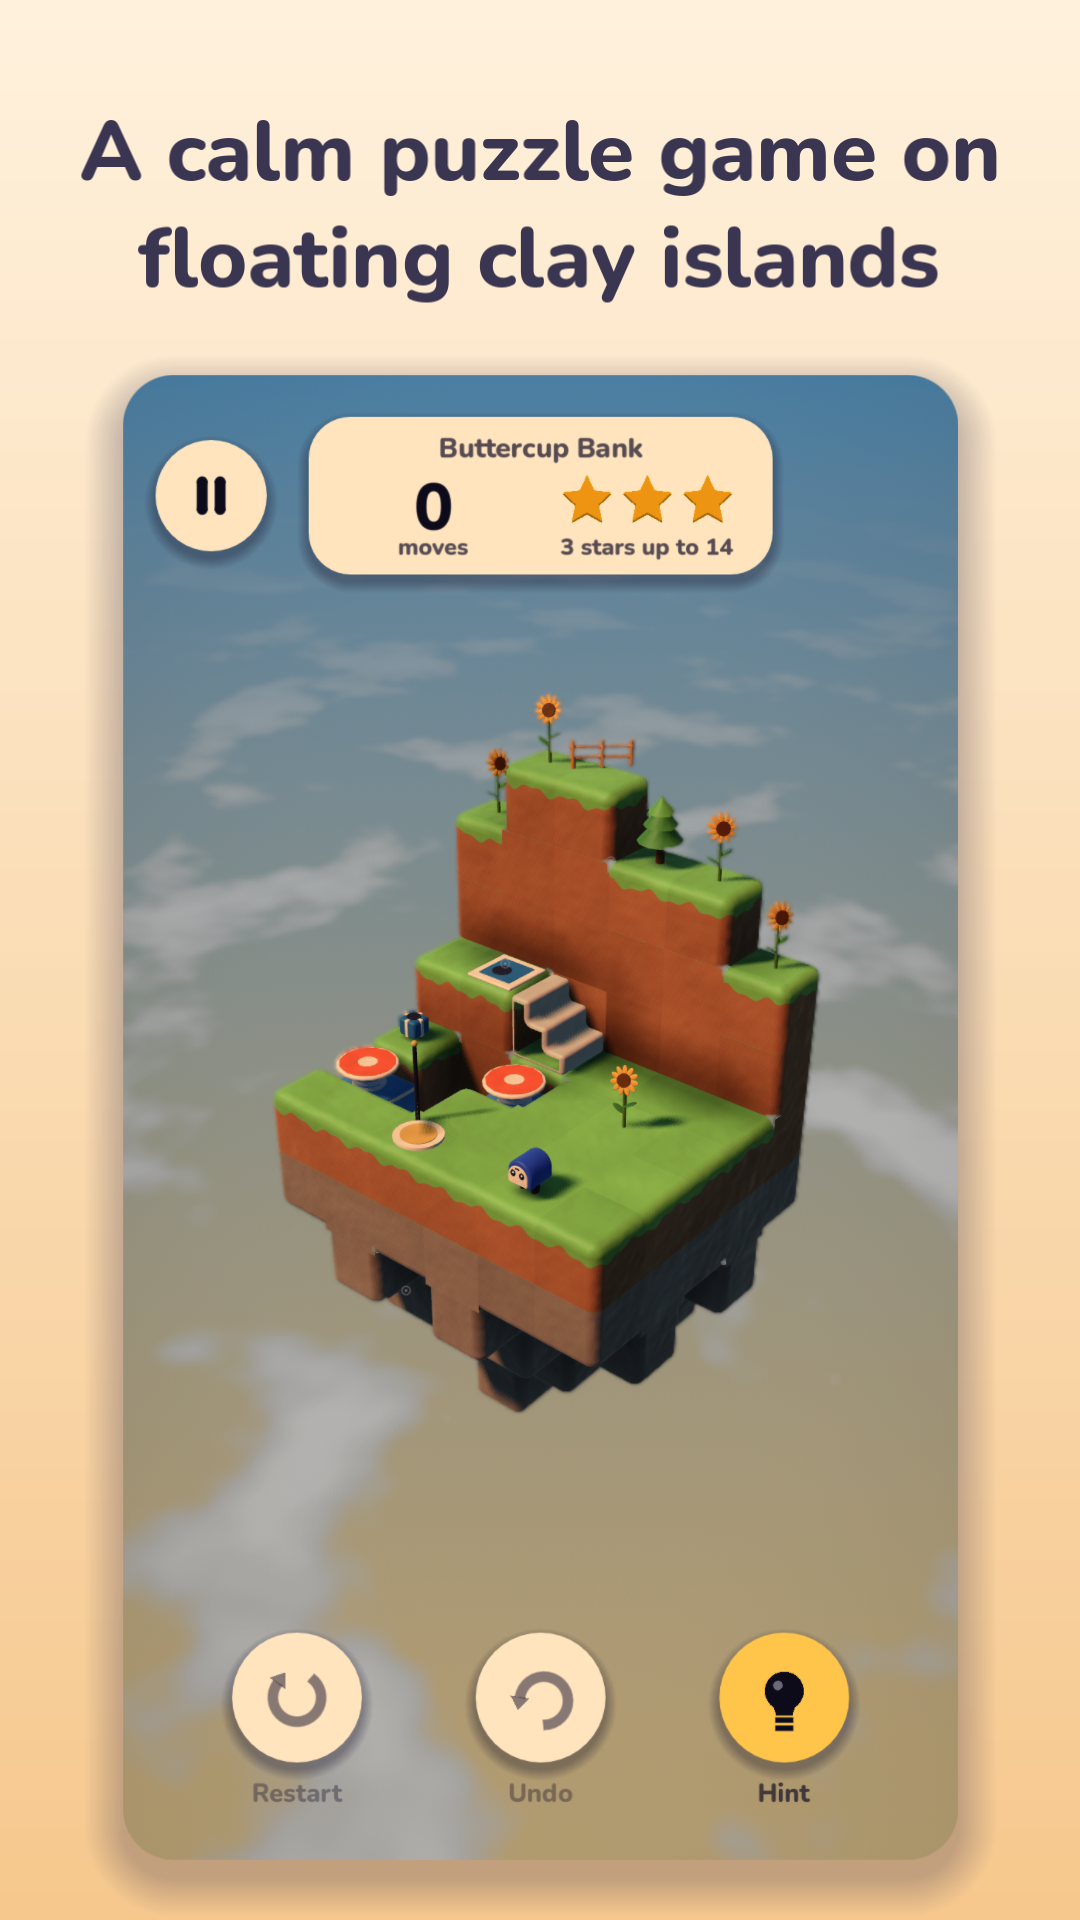 A calm puzzle game on
floating clay islands
Buttercup Bank
0
moves
3 stars up to 14
Restart
Undo
Hint